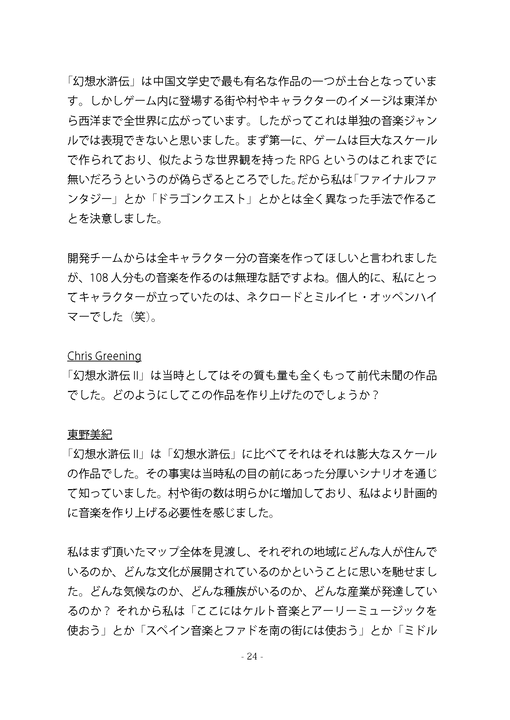 「幻想水滸伝」は中国文学史で最も有名な作品の一つが土台となっていま
す。しかしゲーム内に登場する街や村やキャラクターのイメージは東洋か
ら西洋まで全世界に広がっています。したがってこれは単独の音楽ジャン
ルでは表現できないと思いました。まず第一に、ゲームは巨大なスケール
で作られており、似たような世界観を持った RPG というのはこれまでに
無いだろうというのが偽らざるところでした。だから私は「ファイナルファ
ンタジー」とか「ドラゴンクエスト」とかとは全く異なった手法で作るこ
とを決意しました。
開発チームからは全キャラクター分の音楽を作ってほしいと言われました
が、108 人分もの音楽を作るのは無理な話ですよね。個人的に、私にとっ
てキャラクターが立っていたのは、ネクロードとミルイヒ・オッペンハイ
マーでした（笑）。
Chris Greening
「幻想水滸伝 II」は当時としてはその質も量も全くもって前代未聞の作品
でした。どのようにしてこの作品を作り上げたのでしょうか？
東野美紀
「幻想水滸伝 II」は「幻想水滸伝」に比べてそれはそれは膨大なスケール
の作品でした。その事実は当時私の目の前にあった分厚いシナリオを通じ
て知っていました。村や街の数は明らかに増加しており、私はより計画的
に音楽を作り上げる必要性を感じました。
私はまず頂いたマップ全体を見渡し、それぞれの地域にどんな人が住んで
いるのか、どんな文化が展開されているのかということに思いを馳せまし
た。どんな気候なのか、どんな種族がいるのか、どんな産業が発達してい
るのか？ それから私は「ここにはケルト音楽とアーリーミュージックを
使おう」とか「スペイン音楽とファドを南の街には使おう」とか「ミドル
- 24 -